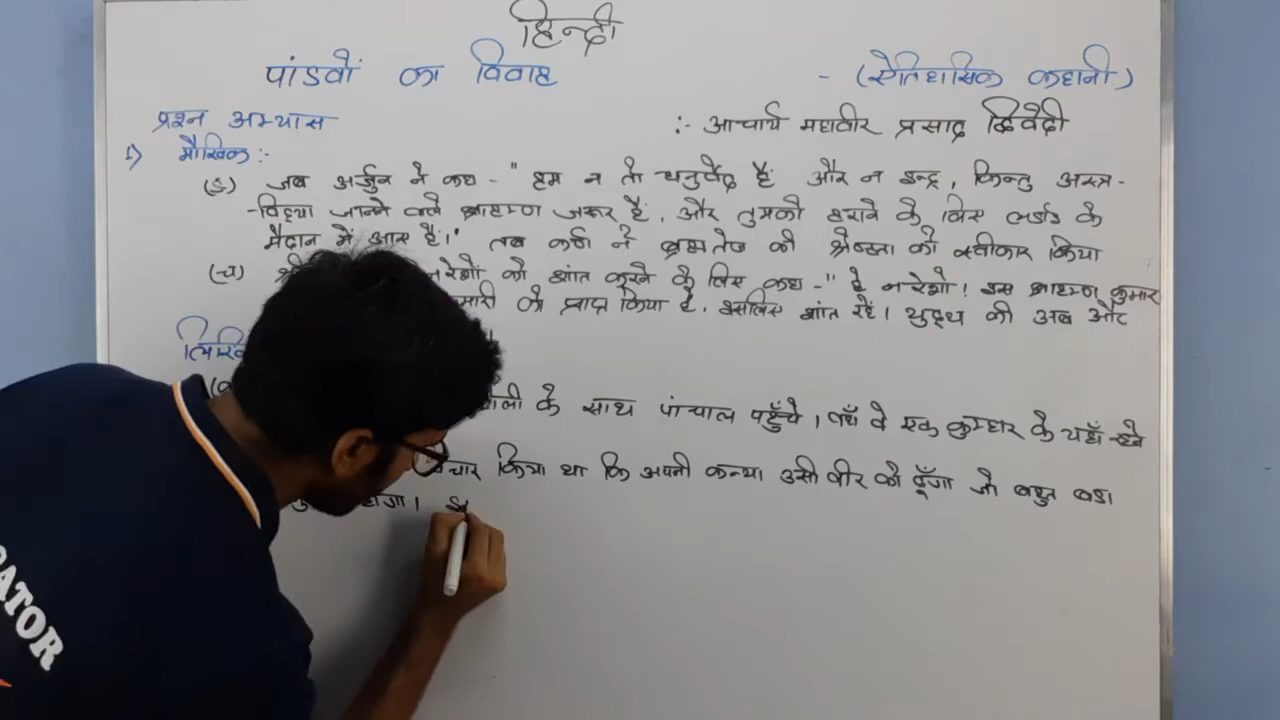 हिन्दी
पांडवों का विवाह - (ऐतिहासिक कहानी)
प्रश्न अभ्यास :- आचार्य महावीर प्रसाद द्विवेदी
1) मौखिक :-
(ङ) जब अर्जुन ने कहा - " हम न तो धनुर्वेद हैं और न इन्द्र, किन्तु अस्त्र-
-विद्या जानने वाले ब्राह्मण जरूर हैं, और तुमको हराने के लिए लड़ाई के
मैदान में आए हैं।" तब कर्ण ने ब्रह्मतेज की श्रेष्ठता को स्वीकार किया
(च) नरेशों को शांत करने के लिए कहा - " हे नरेशों! इस ब्राह्मण कुमार
को प्राप्त किया है, इसलिए शांत रहें। युद्ध की अब और
के साथ पांचाल पहुँचे। वहाँ वे एक कुम्हार के यहाँ
किया था कि अपनी कन्या उसी वीर को दूँगा जो बहुत बड़ा
होगा।
RATOR